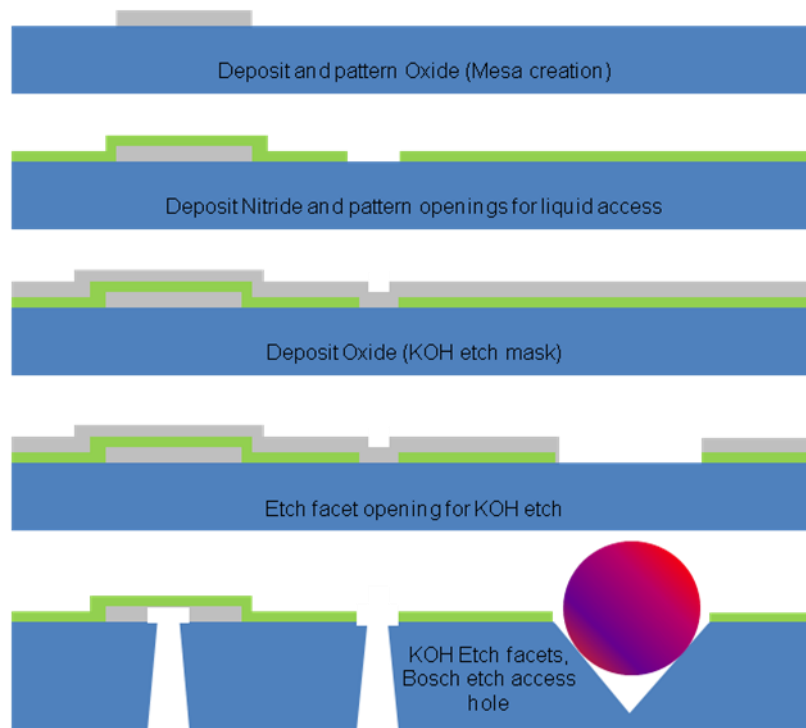 Deposit and pattern Oxide (Mesa creation)
Deposit Nitride and pattern openings for liquid access
Deposit Oxide (KOH etch mask)
Etch facet opening for KOH etch
KOH Etch facets,
Bosch etch access
hole